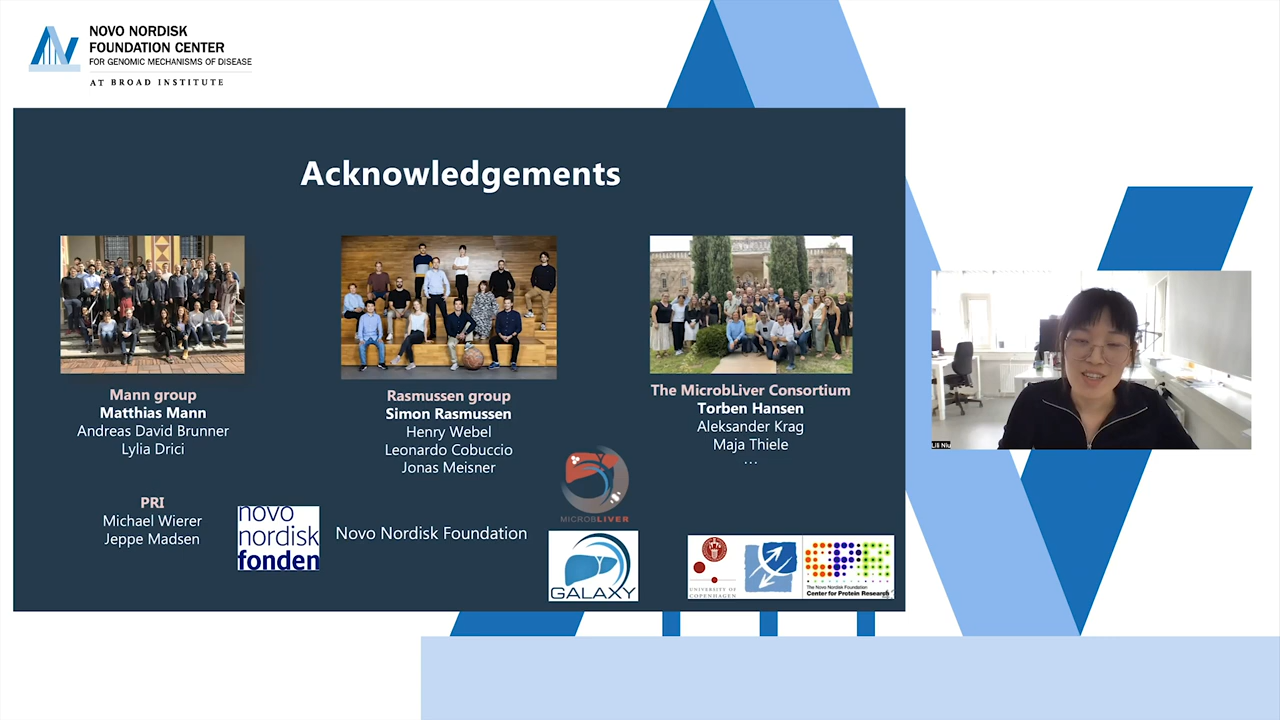 NOVO NORDISK
FOUNDATION CENTER
FOR GENOMIC MECHANISMS OF DISEASE
AT BROAD INSTITUTE
Acknowledgements
Mann group
Matthias Mann
Andreas David Brunner
Lylia Drici
Rasmussen group
Simon Rasmussen
Henry Webel
Leonardo Cobuccio
Jonas Meisner
The MicrobLiver Consortium
Torben Hansen
Aleksander Krag
Maja Thiele
...
PRI
Michael Wierer
Jeppe Madsen
novo
nordisk
fonden
Novo Nordisk Foundation
MICROBLIVER
GALAXY
UNIVERSITY OF
COPENHAGEN
CPR
The Novo Nordisk Foundation
Center for Protein Research
Lili Niu